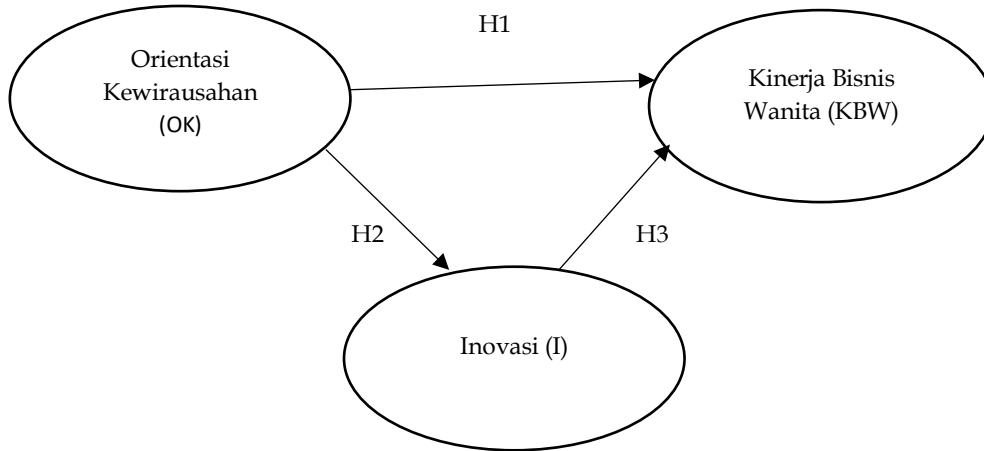 H1
Orientasi
Kewirausahan
(OK)
Kinerja Bisnis
Wanita (KBW)
H2
H3
Inovasi (I)